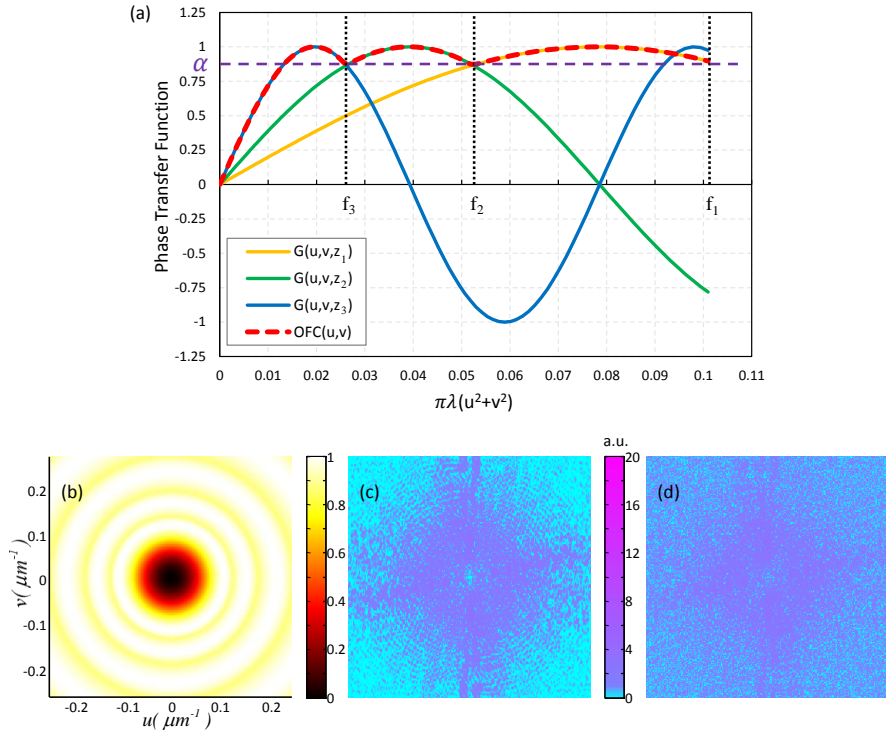 (a)
Phase Transfer Function
1.25
1
α
0.75
0.5
0.25
0
-0.25
-0.5
-0.75
-1
-1.25
f3 f2 f1
G(u,v,z1)
G(u,v,z2)
G(u,v,z3)
OFC(u,v)
0 0.01 0.02 0.03 0.04 0.05 0.06 0.07 0.08 0.09 0.1 0.11
πλ(u²+v²)
(b)
v( μm⁻¹)
0.2
0.1
0
-0.1
-0.2
-0.2 -0.1 0 0.1 0.2
u( μm⁻¹)
1
0.8
0.6
0.4
0.2
0
(c)
a.u.
20
16
12
8
4
0
(d)